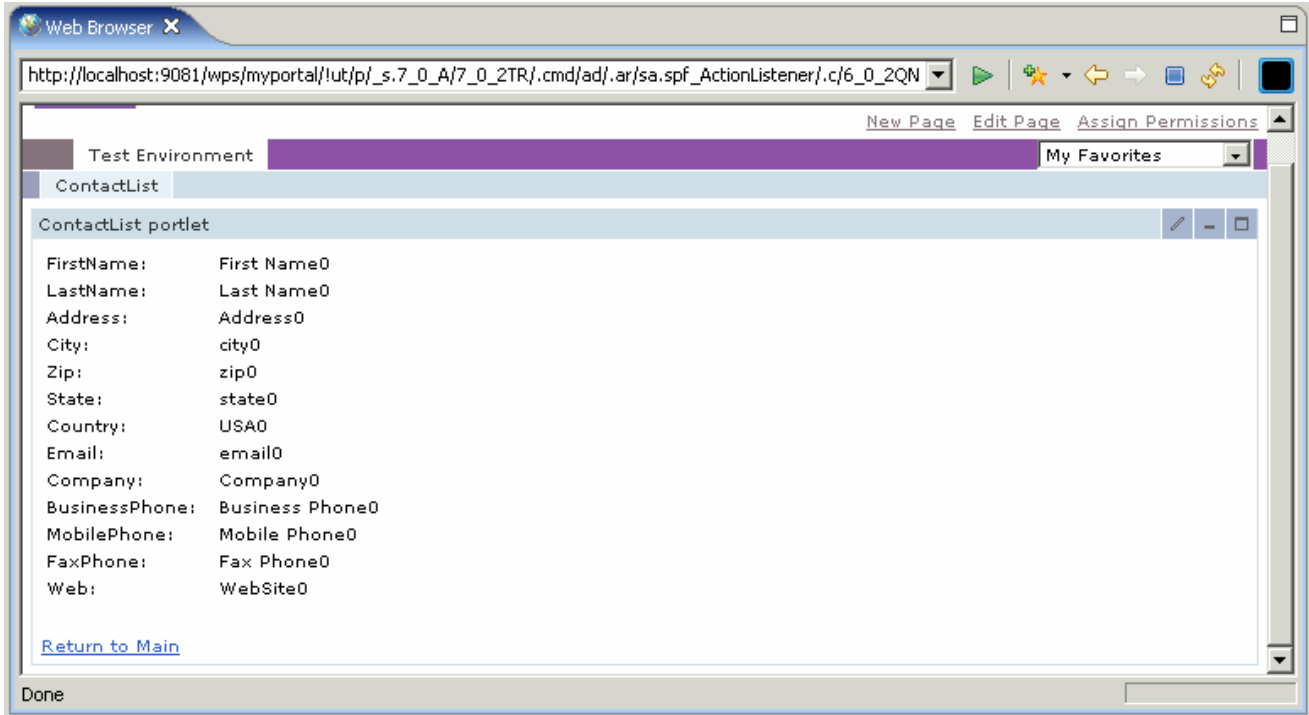 Web Browser
http://localhost:9081/wps/myportal/!ut/p/_s.7_0_A/7_0_2TR/.cmd/ad/.ar/sa.spf_ActionListener/.c/6_0_2QN
New Page Edit Page Assign Permissions
Test Environment My Favorites
ContactList
ContactList portlet
FirstName: First Name0
LastName: Last Name0
Address: Address0
City: city0
Zip: zip0
State: state0
Country: USA0
Email: email0
Company: Company0
BusinessPhone: Business Phone0
MobilePhone: Mobile Phone0
FaxPhone: Fax Phone0
Web: WebSite0
Return to Main
Done